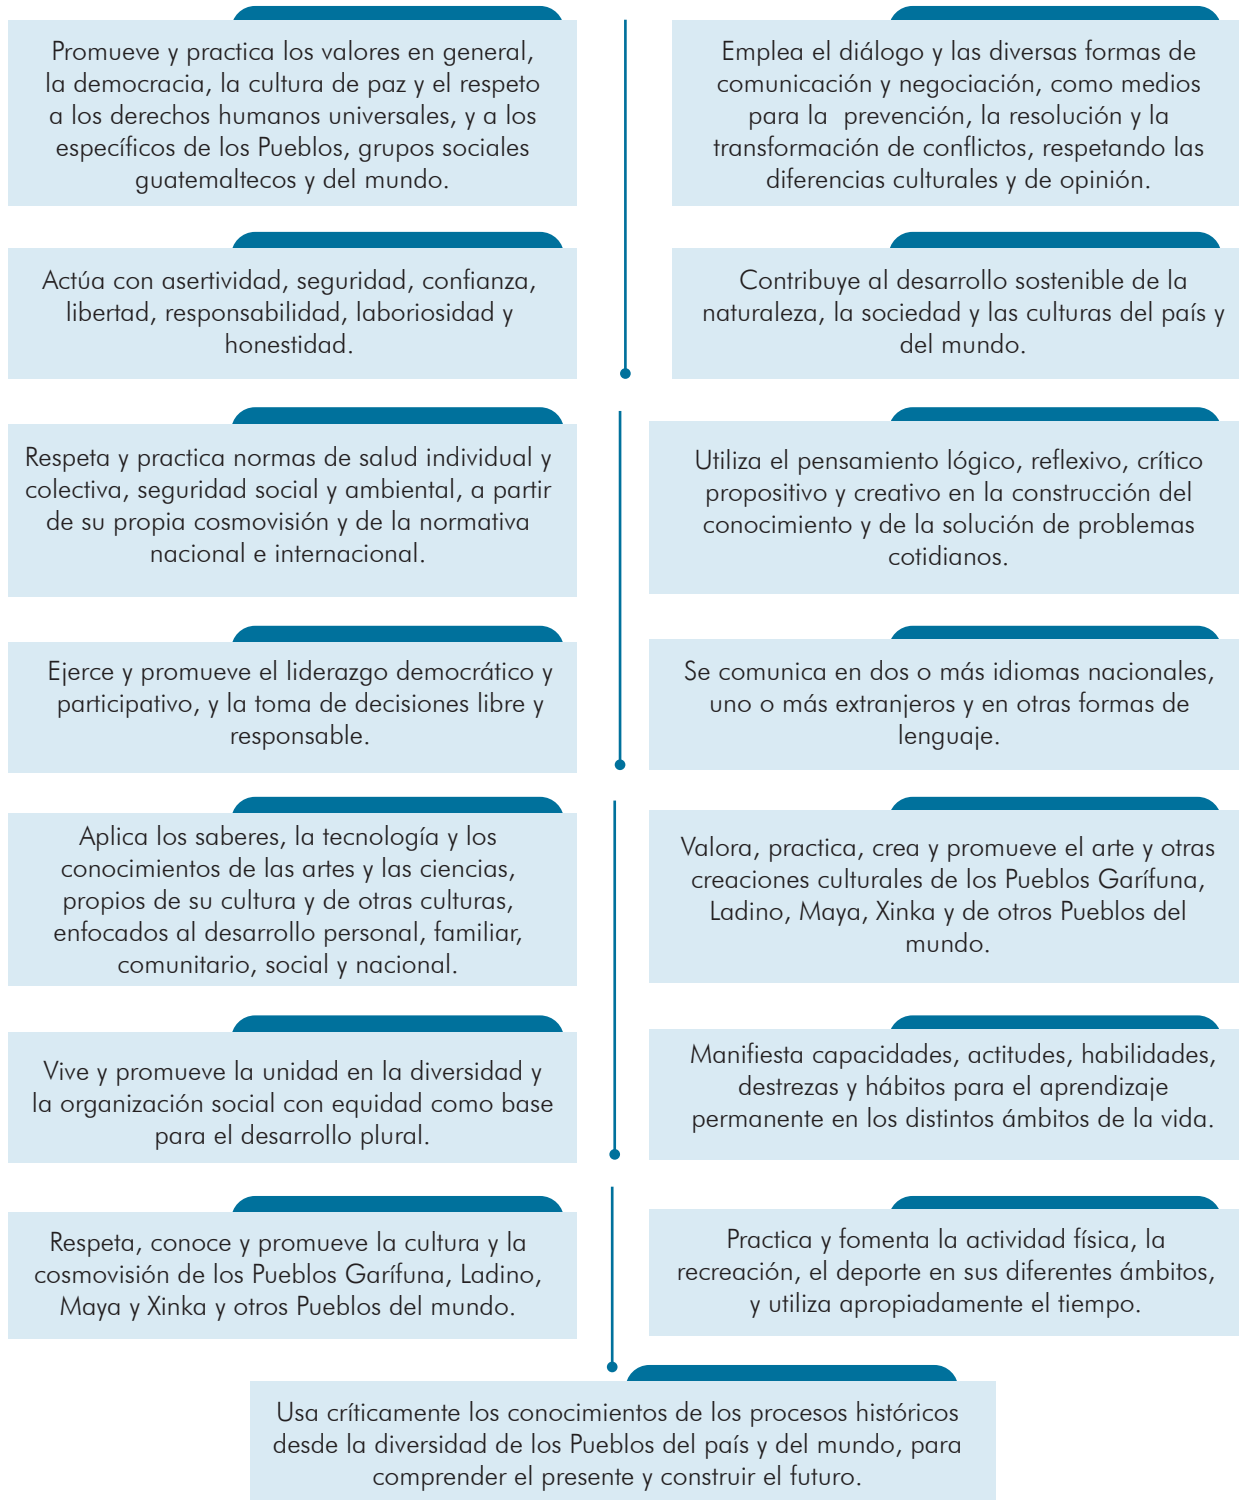 Promueve y practica los valores en general,
la democracia, la cultura de paz y el respeto
a los derechos humanos universales, y a los
específicos de los Pueblos, grupos sociales
guatemaltecos y del mundo.
Emplea el diálogo y las diversas formas de
comunicación y negociación, como medios
para la prevención, la resolución y la
transformación de conflictos, respetando las
diferencias culturales y de opinión.
Actúa con asertividad, seguridad, confianza,
libertad, responsabilidad, laboriosidad y
honestidad.
Contribuye al desarrollo sostenible de la
naturaleza, la sociedad y las culturas del país y
del mundo.
Respeta y practica normas de salud individual y
colectiva, seguridad social y ambiental, a partir
de su propia cosmovisión y de la normativa
nacional e internacional.
Utiliza el pensamiento lógico, reflexivo, crítico
propositivo y creativo en la construcción del
conocimiento y de la solución de problemas
cotidianos.
Ejerce y promueve el liderazgo democrático y
participativo, y la toma de decisiones libre y
responsable.
Se comunica en dos o más idiomas nacionales,
uno o más extranjeros y en otras formas de
lenguaje.
Aplica los saberes, la tecnología y los
conocimientos de las artes y las ciencias,
propios de su cultura y de otras culturas,
enfocados al desarrollo personal, familiar,
comunitario, social y nacional.
Valora, practica, crea y promueve el arte y otras
creaciones culturales de los Pueblos Garífuna,
Ladino, Maya, Xinka y de otros Pueblos del
mundo.
Vive y promueve la unidad en la diversidad y
la organización social con equidad como base
para el desarrollo plural.
Manifiesta capacidades, actitudes, habilidades,
destrezas y hábitos para el aprendizaje
permanente en los distintos ámbitos de la vida.
Respeta, conoce y promueve la cultura y la
cosmovisión de los Pueblos Garífuna, Ladino,
Maya y Xinka y otros Pueblos del mundo.
Practica y fomenta la actividad física, la
recreación, el deporte en sus diferentes ámbitos,
y utiliza apropiadamente el tiempo.
Usa críticamente los conocimientos de los procesos históricos
desde la diversidad de los Pueblos del país y del mundo, para
comprender el presente y construir el futuro.